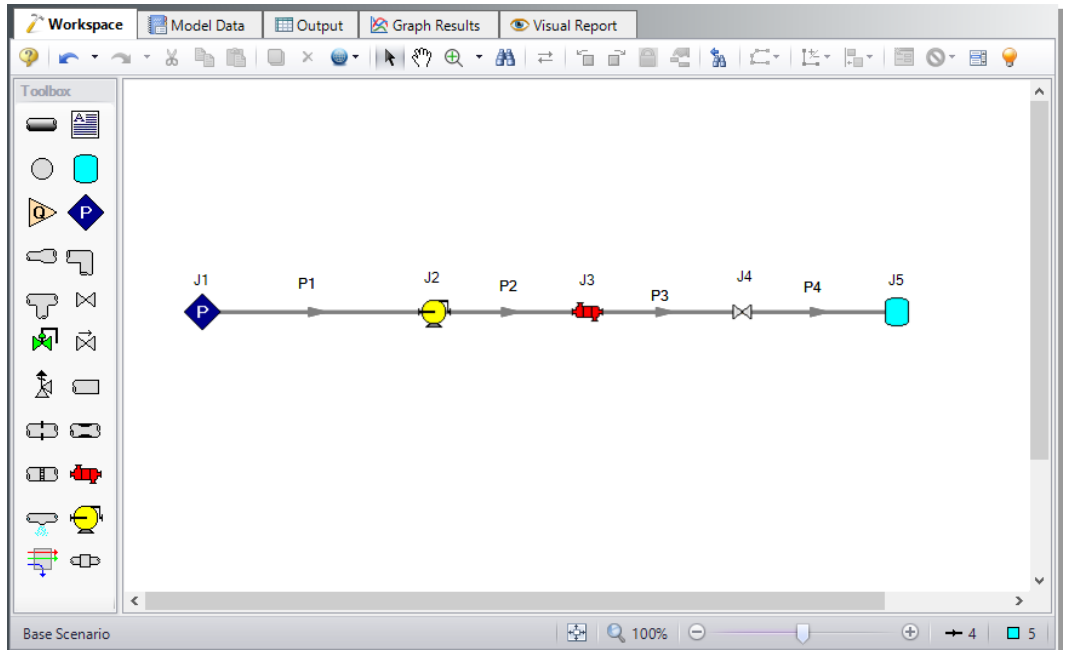 Workspace Model Data Output Graph Results Visual Report
Toolbox
A
Q P
J1 P1 J2 P2 J3 P3 J4 P4 J5
P
Base Scenario 100% 4 5